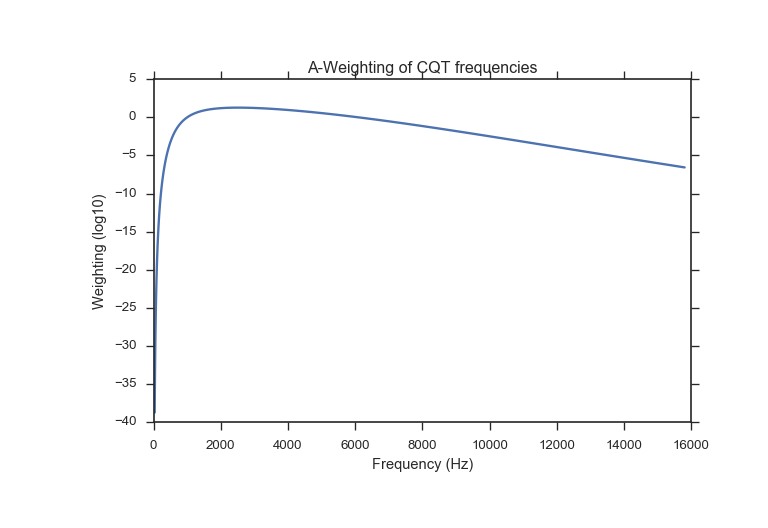 A-Weighting of CQT frequencies
5
0
−5
−10
−15
−20
−25
−30
−35
−40
Weighting (log10)
0 2000 4000 6000 8000 10000 12000 14000 16000
Frequency (Hz)